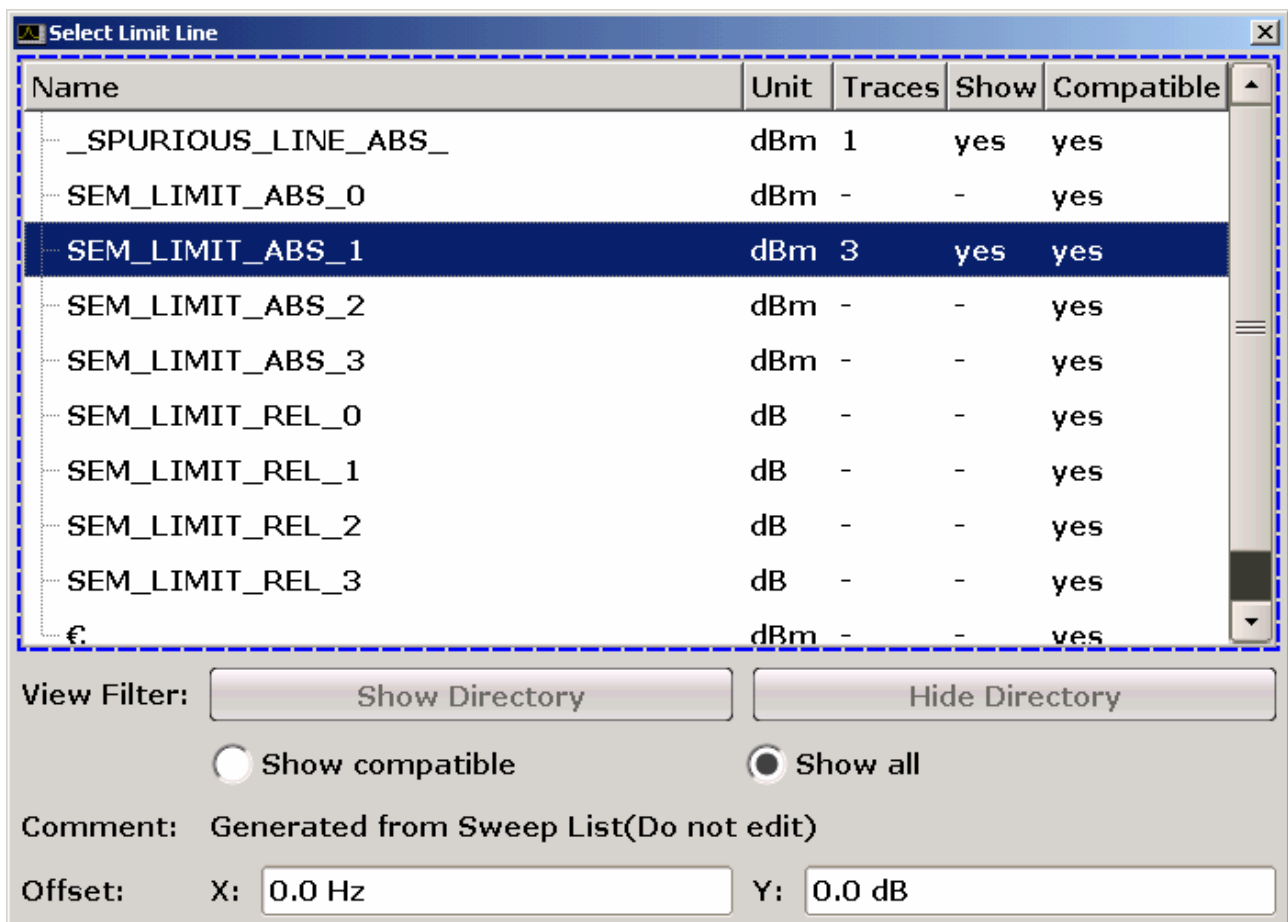 Select Limit Line
Name Unit Traces Show Compatible
_SPURIOUS_LINE_ABS_ dBm 1 yes yes
SEM_LIMIT_ABS_0 dBm - - yes
SEM_LIMIT_ABS_1 dBm 3 yes yes
SEM_LIMIT_ABS_2 dBm - - yes
SEM_LIMIT_ABS_3 dBm - - yes
SEM_LIMIT_REL_0 dB - - yes
SEM_LIMIT_REL_1 dB - - yes
SEM_LIMIT_REL_2 dB - - yes
SEM_LIMIT_REL_3 dB - - yes
dBm - - yes
View Filter: Show Directory Hide Directory
Show compatible Show all
Comment: Generated from Sweep List(Do not edit)
Offset: X: 0.0 Hz Y: 0.0 dB